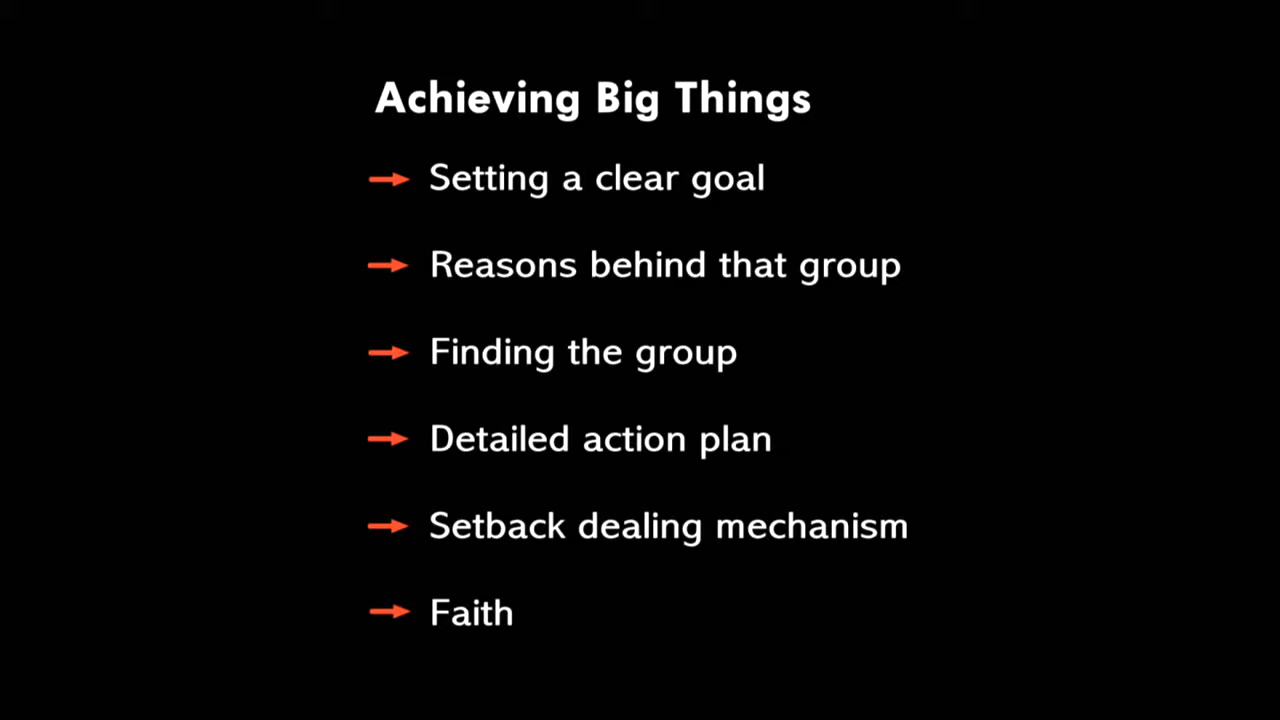 Achieving Big Things
Setting a clear goal
Reasons behind that group
Finding the group
Detailed action plan
Setback dealing mechanism
Faith